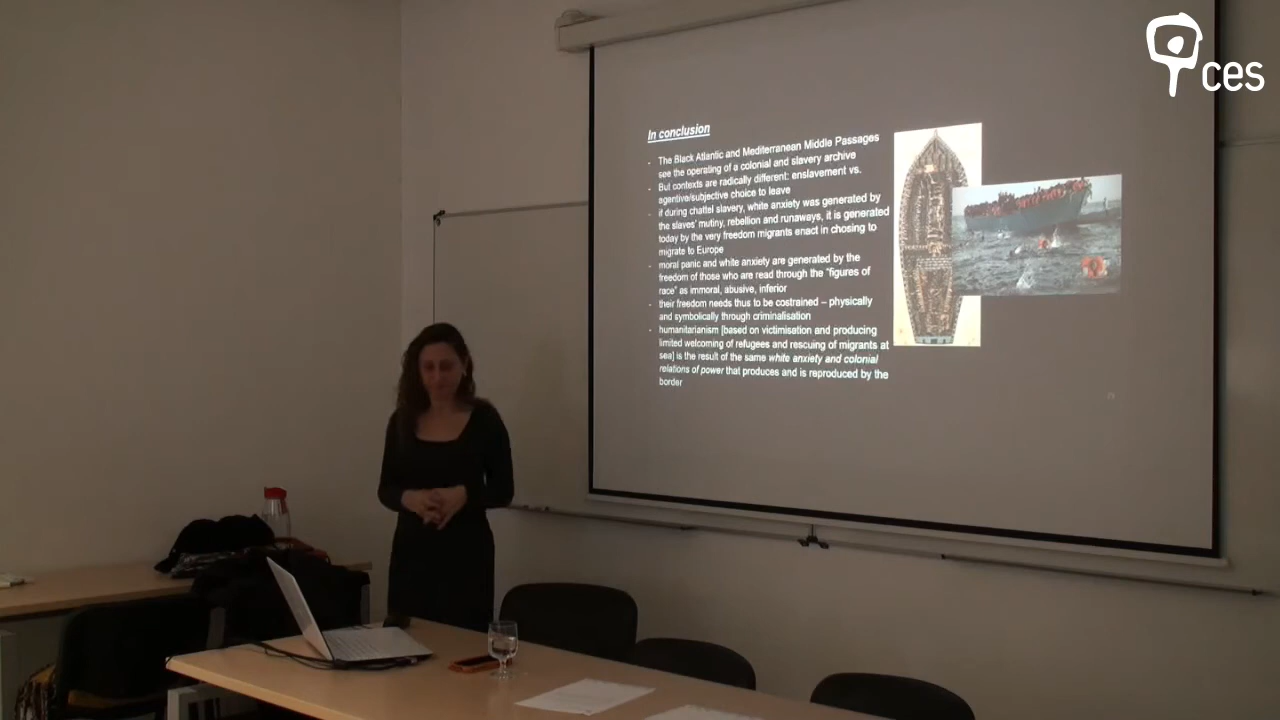 ces
In conclusion
- The Black Atlantic and Mediterranean Middle Passages
see the operating of a colonial and slavery archive
- But contexts are radically different: enslavement vs.
agentive/subjective choice to leave
- if during chattel slavery, white anxiety was generated by
the slaves' mutiny, rebellion and runaways, it is generated
today by the very freedom migrants enact in chosing to
migrate to Europe
- moral panic and white anxiety are generated by the
freedom of those who are read through the "figures of
race" as immoral, abusive, inferior
- their freedom needs thus to be costrained – physically
and symbolically through criminalisation
- humanitarianism [based on victimisation and producing
limited welcoming of refugees and rescuing of migrants at
sea] is the result of the same white anxiety and colonial
relations of power that produces and is reproduced by the
border